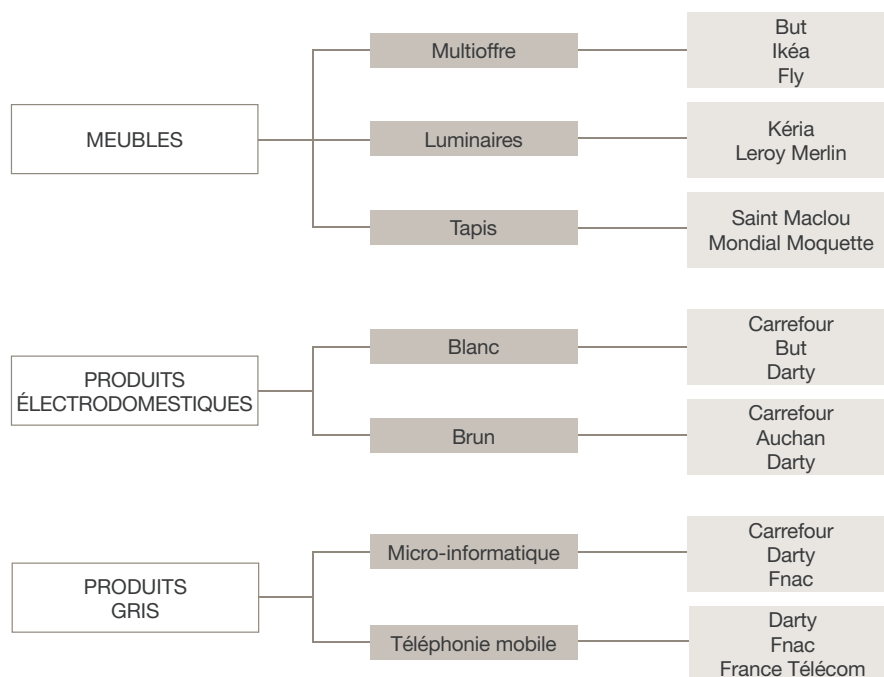 MEUBLES
Multioffre
But
Ikéa
Fly
Luminaires
Kéria
Leroy Merlin
Tapis
Saint Maclou
Mondial Moquette
PRODUITS
ÉLECTRODOMESTIQUES
Blanc
Carrefour
But
Darty
Brun
Carrefour
Auchan
Darty
PRODUITS
GRIS
Micro-informatique
Carrefour
Darty
Fnac
Téléphonie mobile
Darty
Fnac
France Télécom